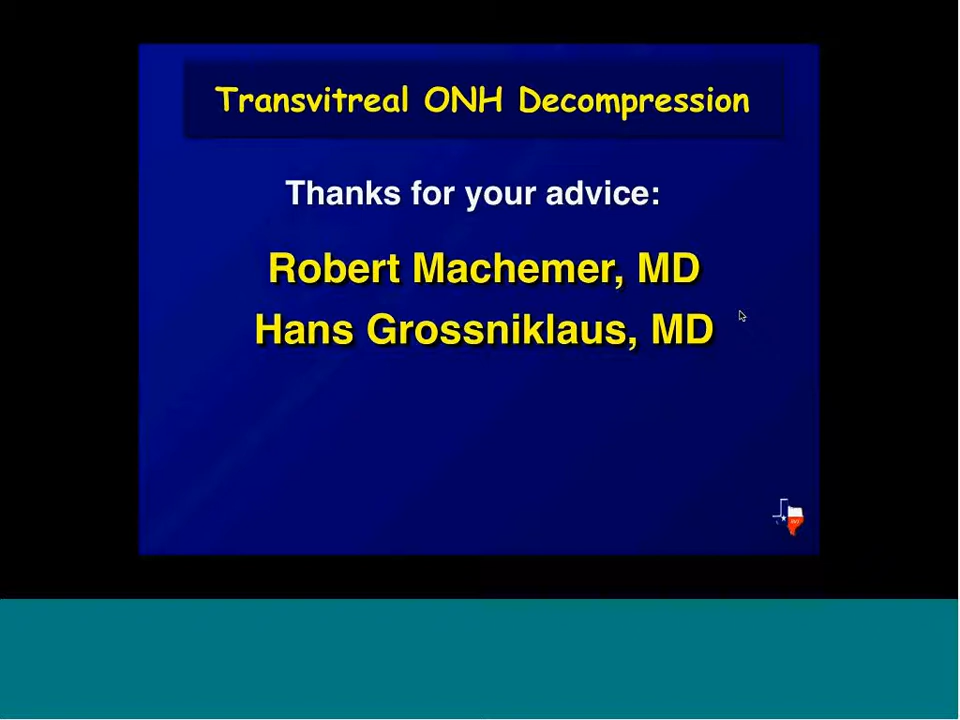 Transvitreal ONH Decompression
Thanks for your advice:
Robert Machemer, MD
Hans Grossniklaus, MD